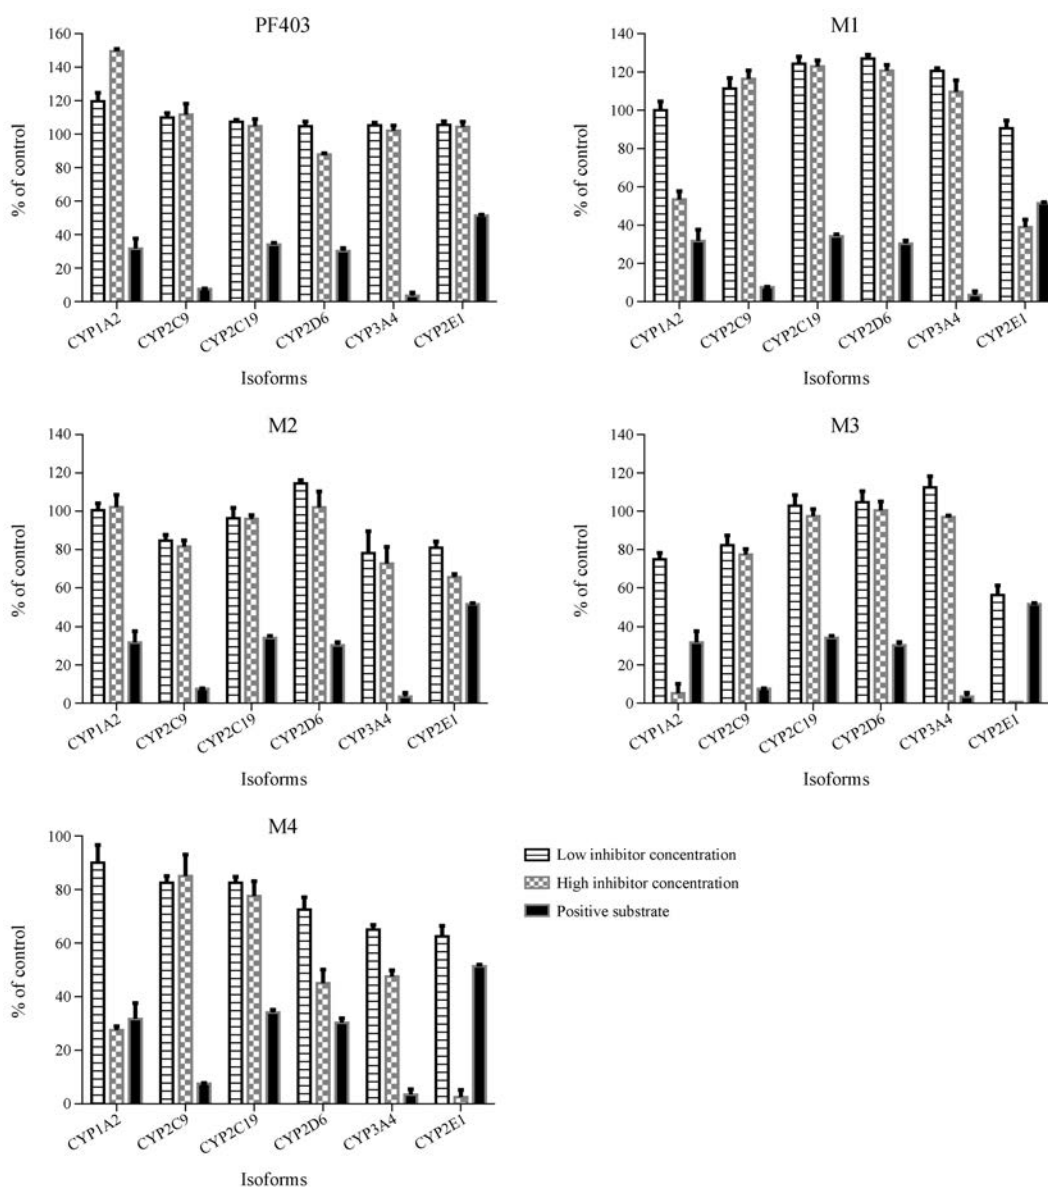 PF403
% of control
160
140
120
100
80
60
40
20
0
CYP1A2
CYP2C9
CYP2C19
CYP2D6
CYP3A4
CYP2E1
Isoforms
M1
% of control
140
120
100
80
60
40
20
0
CYP1A2
CYP2C9
CYP2C19
CYP2D6
CYP3A4
CYP2E1
Isoforms
M2
% of control
140
120
100
80
60
40
20
0
CYP1A2
CYP2C9
CYP2C19
CYP2D6
CYP3A4
CYP2E1
Isoforms
M3
% of control
140
120
100
80
60
40
20
0
CYP1A2
CYP2C9
CYP2C19
CYP2D6
CYP3A4
CYP2E1
Isoforms
M4
% of control
100
80
60
40
20
0
CYP1A2
CYP2C9
CYP2C19
CYP2D6
CYP3A4
CYP2E1
Isoforms
Low inhibitor concentration
High inhibitor concentration
Positive substrate